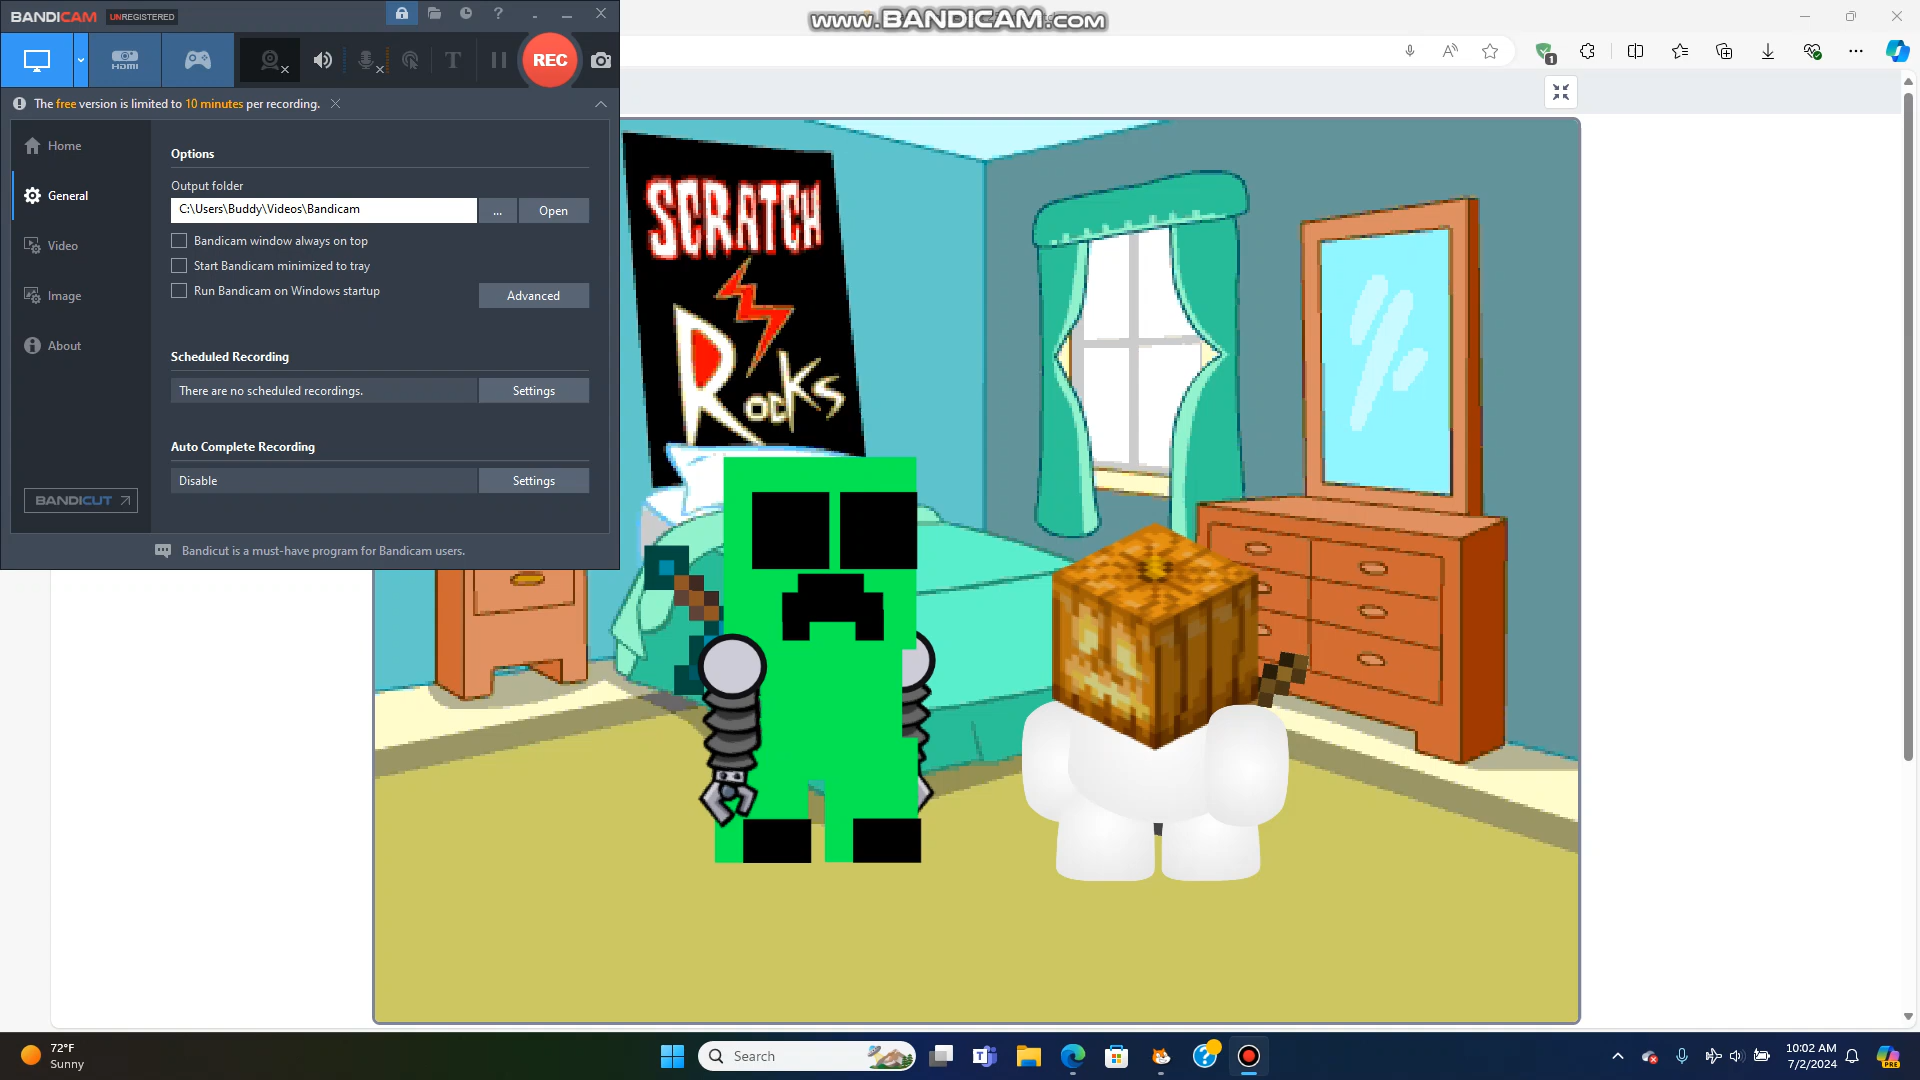 BANDICAM UNREGISTERED
www.BANDICAM.com
HDMI
T
REC
1
The free version is limited to 10 minutes per recording.
Home
General
Video
Image
About
BANDICUT
Options
Output folder
C:\Users\Buddy\Videos\Bandicam
...
Open
Bandicam window always on top
Start Bandicam minimized to tray
Run Bandicam on Windows startup
Advanced
Scheduled Recording
There are no scheduled recordings.
Settings
Auto Complete Recording
Disable
Settings
Bandicut is a must-have program for Bandicam users.
SCRATCH
Rocks
72°F
Sunny
Search
10:02 AM
7/2/2024
PRE